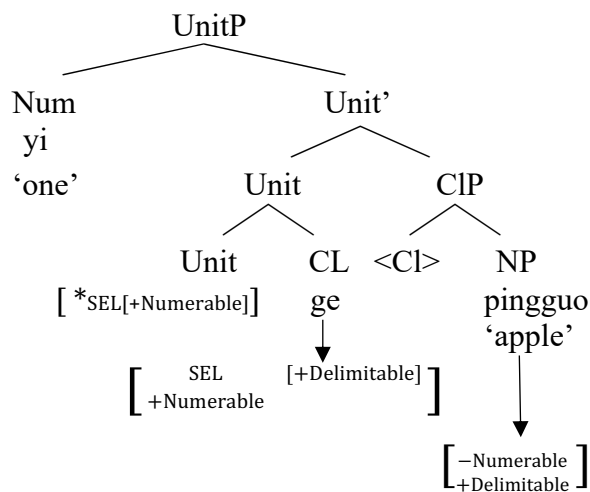 UnitP
Num Unit’
yi
‘one’ Unit ClP
Unit CL <Cl> NP
[ *SEL[+Numerable]] ge pingguo
‘apple’
[ SEL [+Delimitable] ]
+Numerable
[ −Numerable ]
+Delimitable